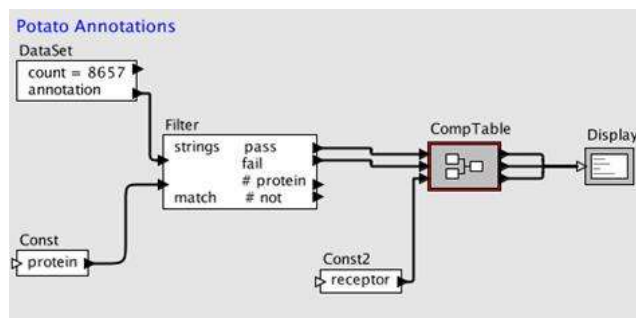 Potato Annotations
DataSet
count = 8657
annotation
Filter
strings pass
fail
# protein
match # not
CompTable
Display
Const
protein
Const2
receptor